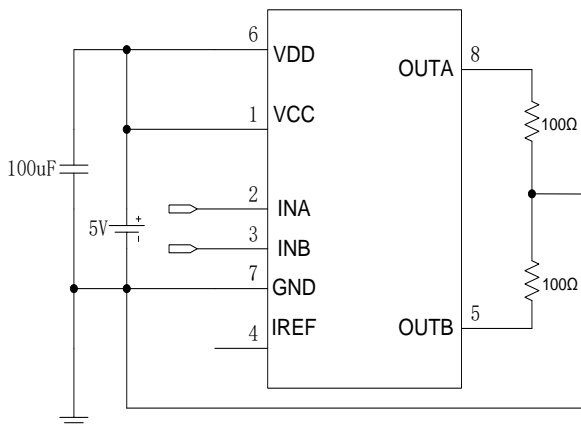 6
VDD
OUTA
8
1
VCC
100Ω
100uF
2
INA
5V
+
-
3
INB
7
GND
100Ω
4
IREF
OUTB
5